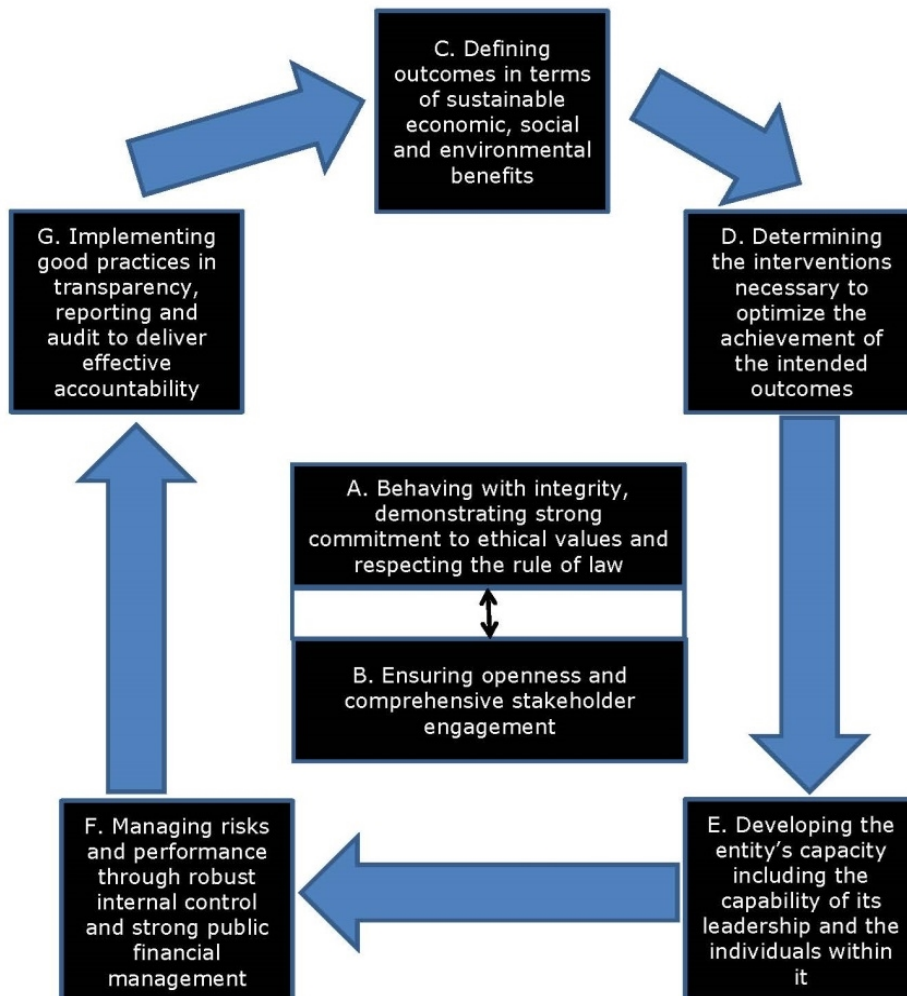 C. Defining
outcomes in terms
of sustainable
economic, social
and environmental
benefits
G. Implementing
good practices in
transparency,
reporting and
audit to deliver
effective
accountability
D. Determining
the interventions
necessary to
optimize the
achievement of
the intended
outcomes
A. Behaving with integrity,
demonstrating strong
commitment to ethical values and
respecting the rule of law
B. Ensuring openness and
comprehensive stakeholder
engagement
F. Managing risks
and performance
through robust
internal control
and strong public
financial
management
E. Developing the
entity’s capacity
including the
capability of its
leadership and the
individuals within
it